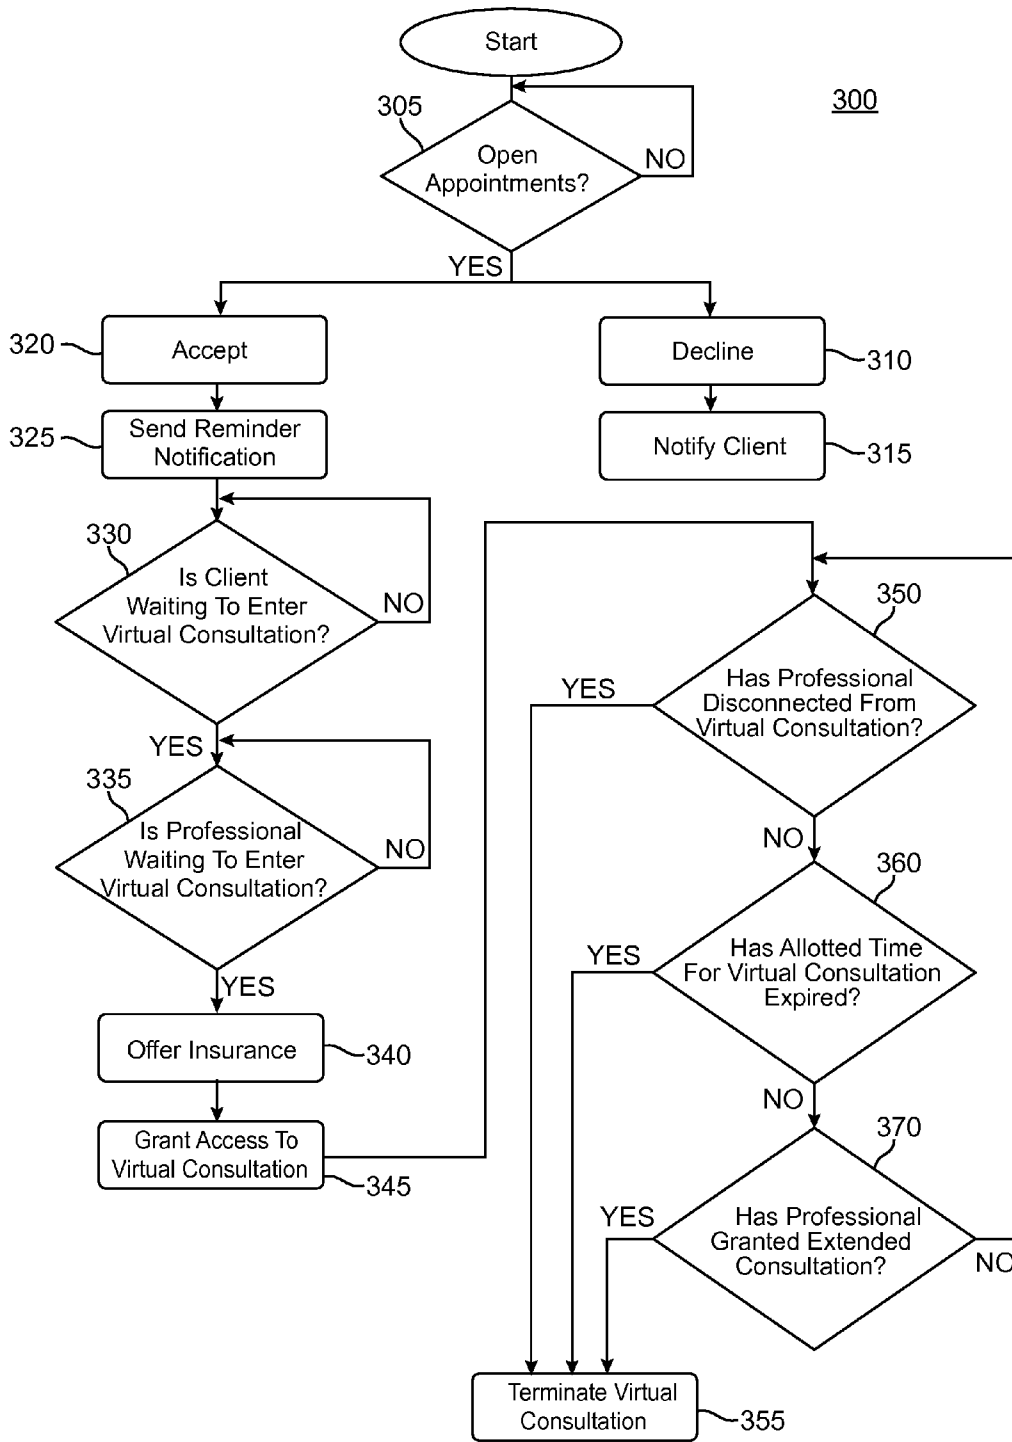 Start
300
305
Open
Appointments?
NO
YES
320
Accept
Decline
310
325
Send Reminder
Notification
Notify Client
315
330
Is Client
Waiting To Enter
Virtual Consultation?
NO
YES
335
Is Professional
Waiting To Enter
Virtual Consultation?
NO
YES
Offer Insurance
340
Grant Access To
Virtual Consultation
345
350
Has Professional
Disconnected From
Virtual Consultation?
YES
NO
360
Has Allotted Time
For Virtual Consultation
Expired?
YES
NO
370
Has Professional
Granted Extended
Consultation?
YES
NO
Terminate Virtual
Consultation
355